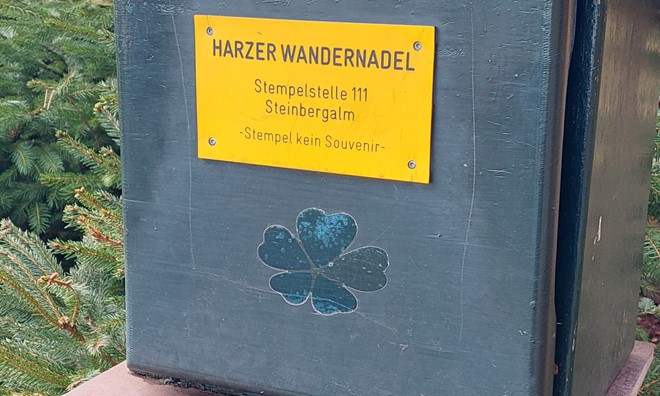 HARZER WANDERNADEL
Stempelstelle 111
Steinbergalm
-Stempel kein Souvenir-